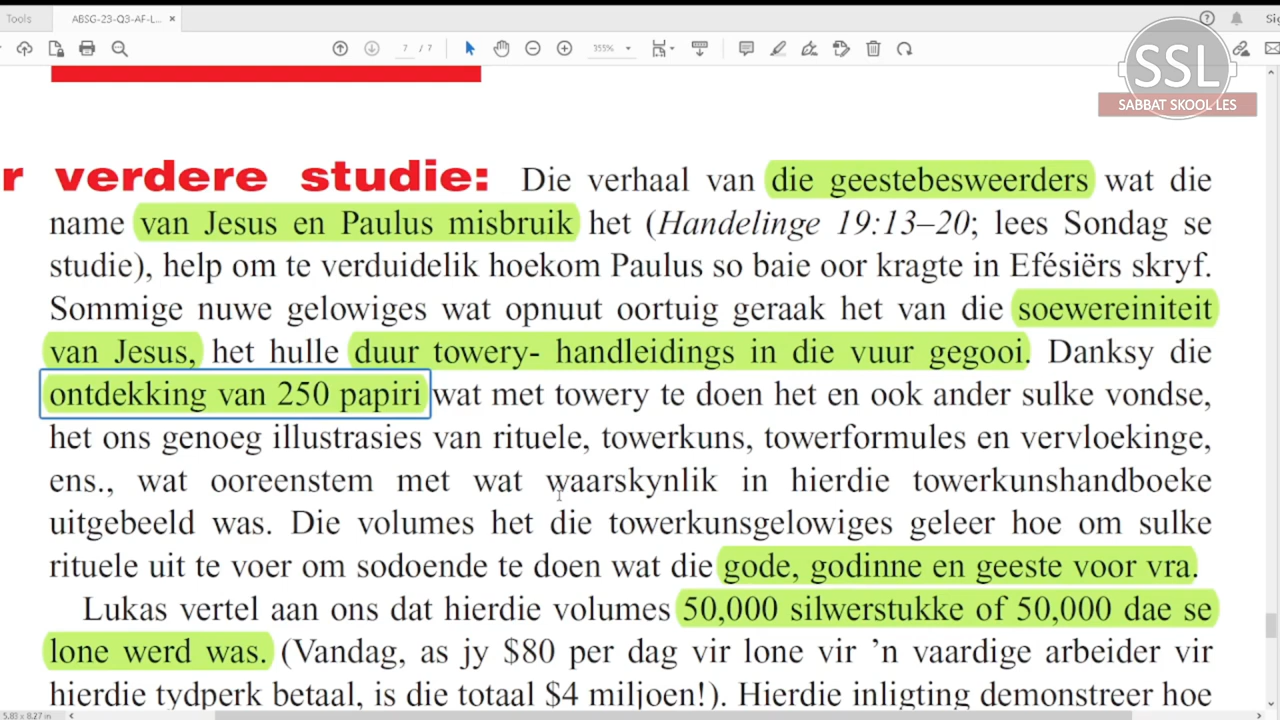 Tools
ABSG-23-Q3-AF-L... ×
7 / 7
355%
SSL
SABBAT SKOOL LES
r verdere studie: Die verhaal van die geestebesweerders wat die
name van Jesus en Paulus misbruik het (Handelinge 19:13–20; lees Sondag se
studie), help om te verduidelik hoekom Paulus so baie oor kragte in Efésiërs skryf.
Sommige nuwe gelowiges wat opnuut oortuig geraak het van die soewereiniteit
van Jesus, het hulle duur towery- handleidings in die vuur gegooi. Danksy die
ontdekking van 250 papiri wat met towery te doen het en ook ander sulke vondse,
het ons genoeg illustrasies van rituele, towerkuns, towerformules en vervloekinge,
ens., wat ooreenstem met wat waarskynlik in hierdie towerkunshandboeke
uitgebeeld was. Die volumes het die towerkunsgelowiges geleer hoe om sulke
rituele uit te voer om sodoende te doen wat die gode, godinne en geeste voor vra.
Lukas vertel aan ons dat hierdie volumes 50,000 silwerstukke of 50,000 dae se
lone werd was. (Vandag, as jy $80 per dag vir lone vir ’n vaardige arbeider vir
hierdie tydperk betaal, is die totaal $4 miljoen!). Hierdie inligting demonstreer hoe
5.83 x 8.27 in